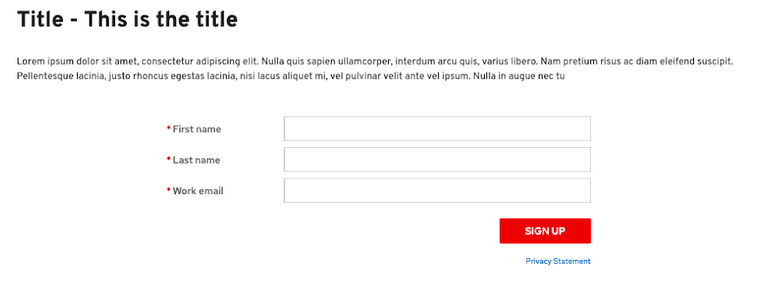 Title - This is the title
Lorem ipsum dolor sit amet, consectetur adipiscing elit. Nulla quis sapien ullamcorper, interdum arcu quis, varius libero. Nam pretium risus ac diam eleifend suscipit.
Pellentesque lacinia, justo rhoncus egestas lacinia, nisi lacus aliquet mi, vel pulvinar velit ante vel ipsum. Nulla in augue nec tu
* First name
* Last name
* Work email
SIGN UP
Privacy Statement